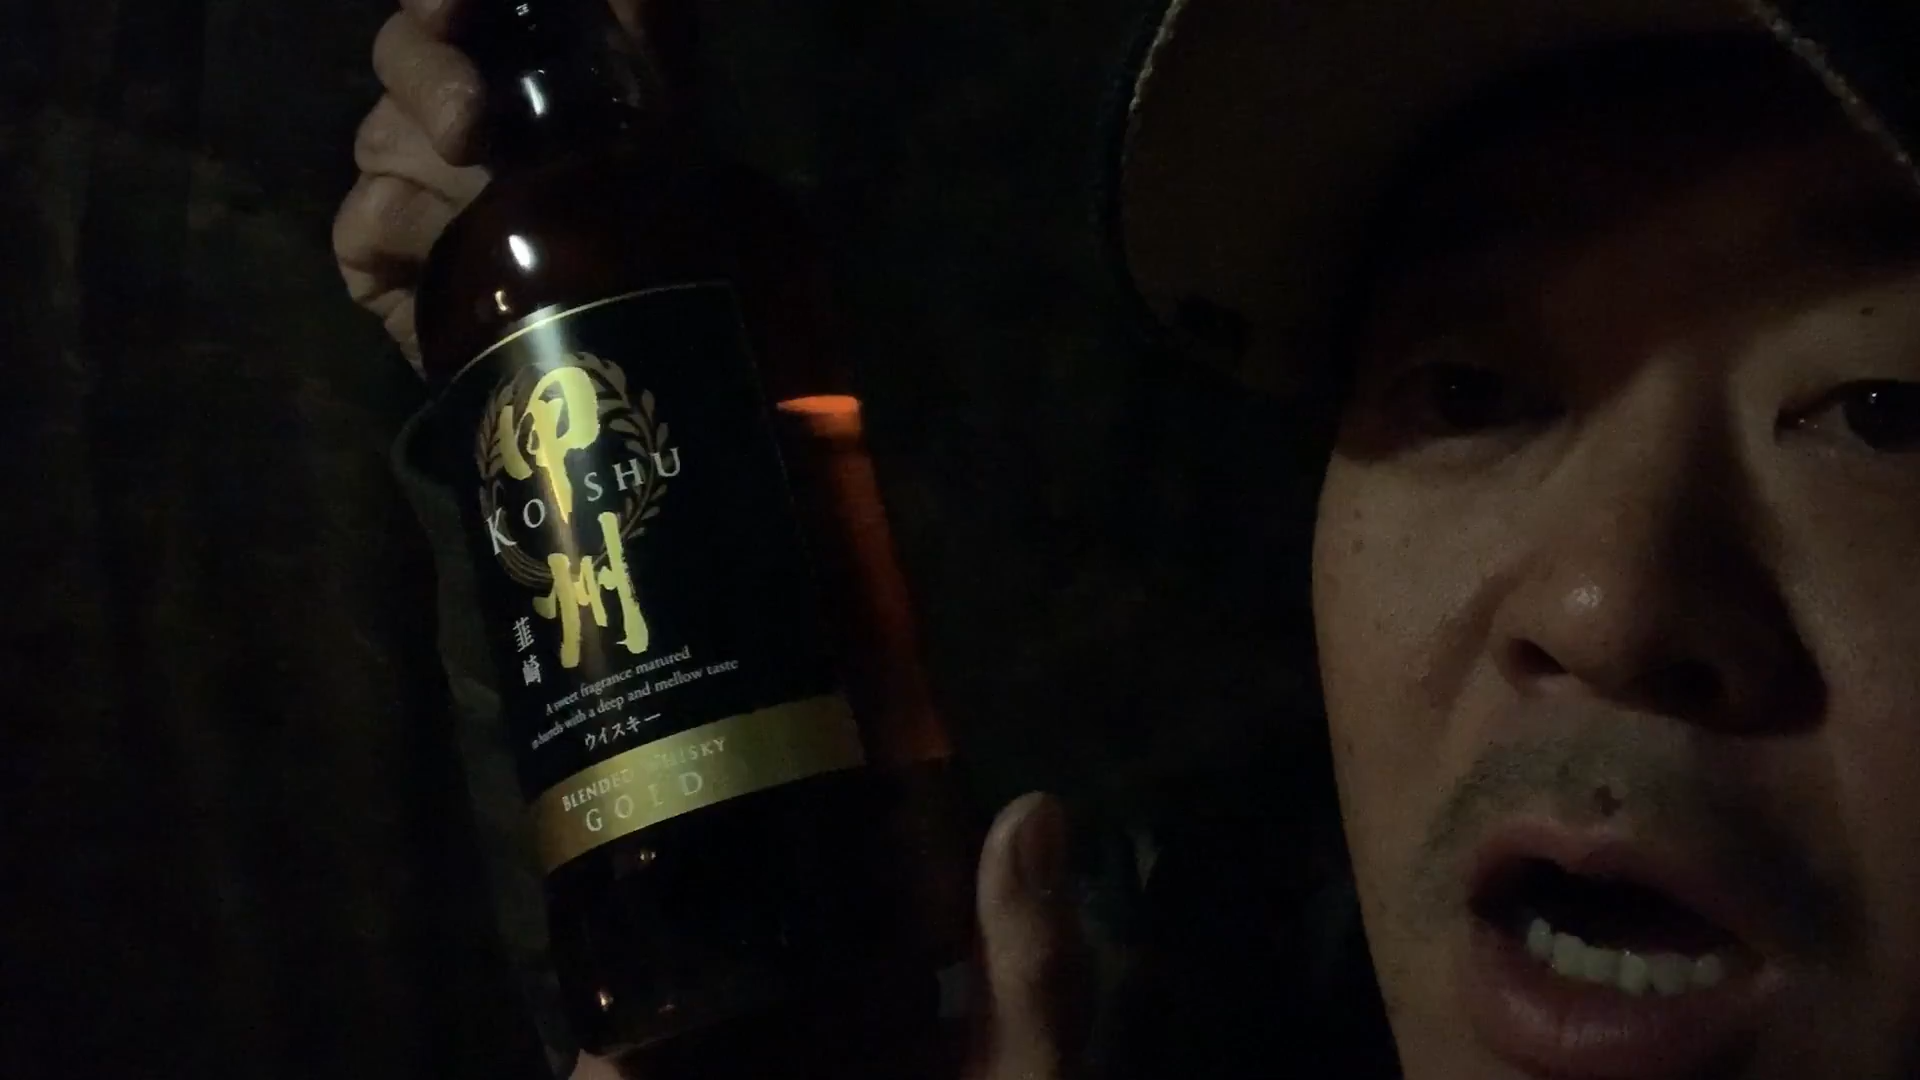 甲州
KOSHU
韮崎
A sweet fragrance matured
in barrels with a deep and mellow taste
ウイスキー
BLENDED WHISKY
GOLD